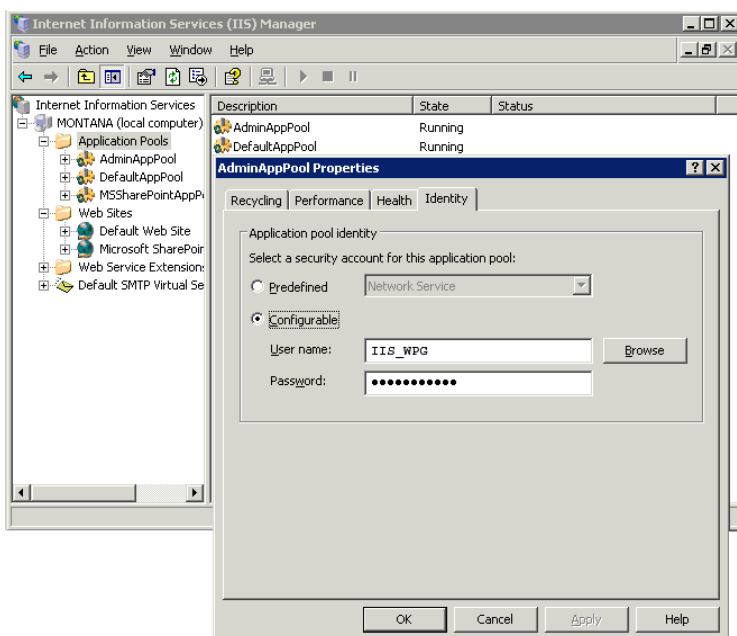 Internet Information Services (IIS) Manager
File Action View Window Help
Internet Information Services
MONTANA (local computer)
Application Pools
AdminAppPool
DefaultAppPool
MSSharePointAppP
Web Sites
Default Web Site
Microsoft SharePoir
Web Service Extension:
Default SMTP Virtual Se
Description State Status
AdminAppPool Running
DefaultAppPool Running
AdminAppPool Properties
Recycling Performance Health Identity
Application pool identity
Select a security account for this application pool:
Predefined Network Service
Configurable
User name: IIS_WPG Browse
Password: ●●●●●●●●●●●
OK Cancel Apply Help